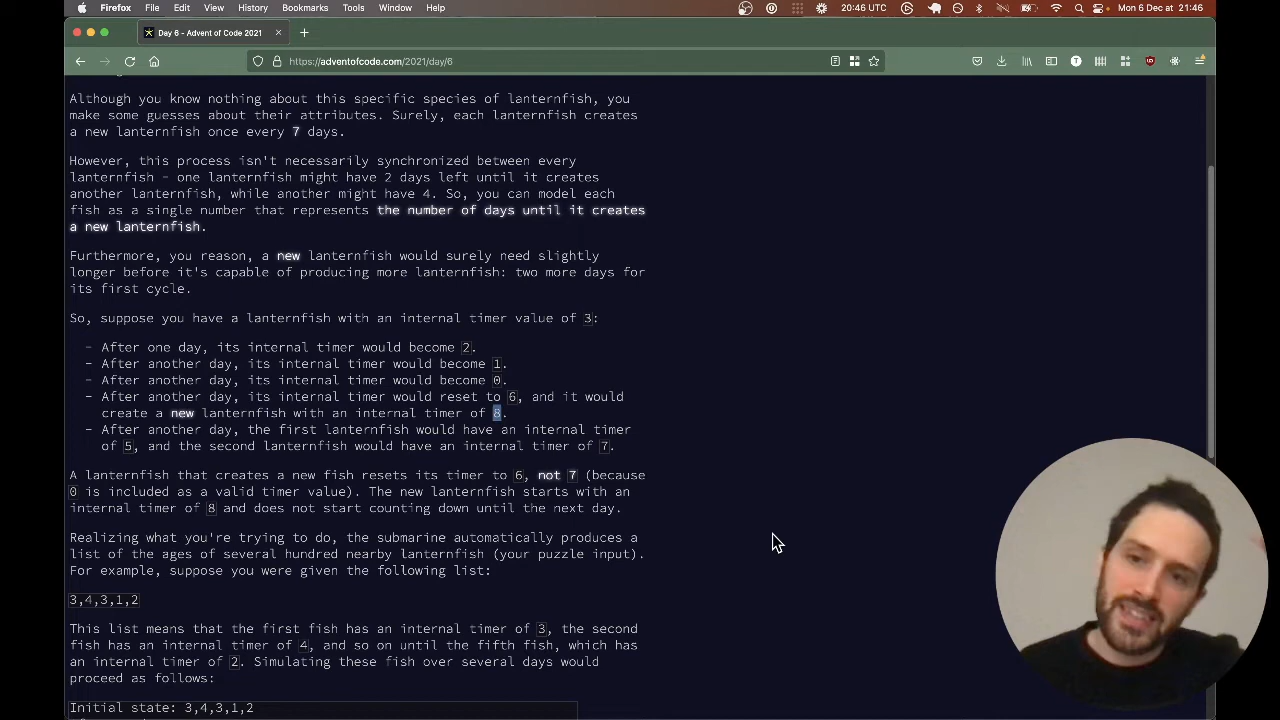 Firefox File Edit View History Bookmarks Tools Window Help 20:46 UTC Mon 6 Dec at 21:46
Day 6 - Advent of Code 2021
https://adventofcode.com/2021/day/6
Although you know nothing about this specific species of lanternfish, you
make some guesses about their attributes. Surely, each lanternfish creates
a new lanternfish once every 7 days.
However, this process isn't necessarily synchronized between every
lanternfish - one lanternfish might have 2 days left until it creates
another lanternfish, while another might have 4. So, you can model each
fish as a single number that represents the number of days until it creates
a new lanternfish.
Furthermore, you reason, a new lanternfish would surely need slightly
longer before it's capable of producing more lanternfish: two more days for
its first cycle.
So, suppose you have a lanternfish with an internal timer value of 3:
- After one day, its internal timer would become 2.
- After another day, its internal timer would become 1.
- After another day, its internal timer would become 0.
- After another day, its internal timer would reset to 6, and it would
create a new lanternfish with an internal timer of 8.
- After another day, the first lanternfish would have an internal timer
of 5, and the second lanternfish would have an internal timer of 7.
A lanternfish that creates a new fish resets its timer to 6, not 7 (because
0 is included as a valid timer value). The new lanternfish starts with an
internal timer of 8 and does not start counting down until the next day.
Realizing what you're trying to do, the submarine automatically produces a
list of the ages of several hundred nearby lanternfish (your puzzle input).
For example, suppose you were given the following list:
3,4,3,1,2
This list means that the first fish has an internal timer of 3, the second
fish has an internal timer of 4, and so on until the fifth fish, which has
an internal timer of 2. Simulating these fish over several days would
proceed as follows:
Initial state: 3,4,3,1,2